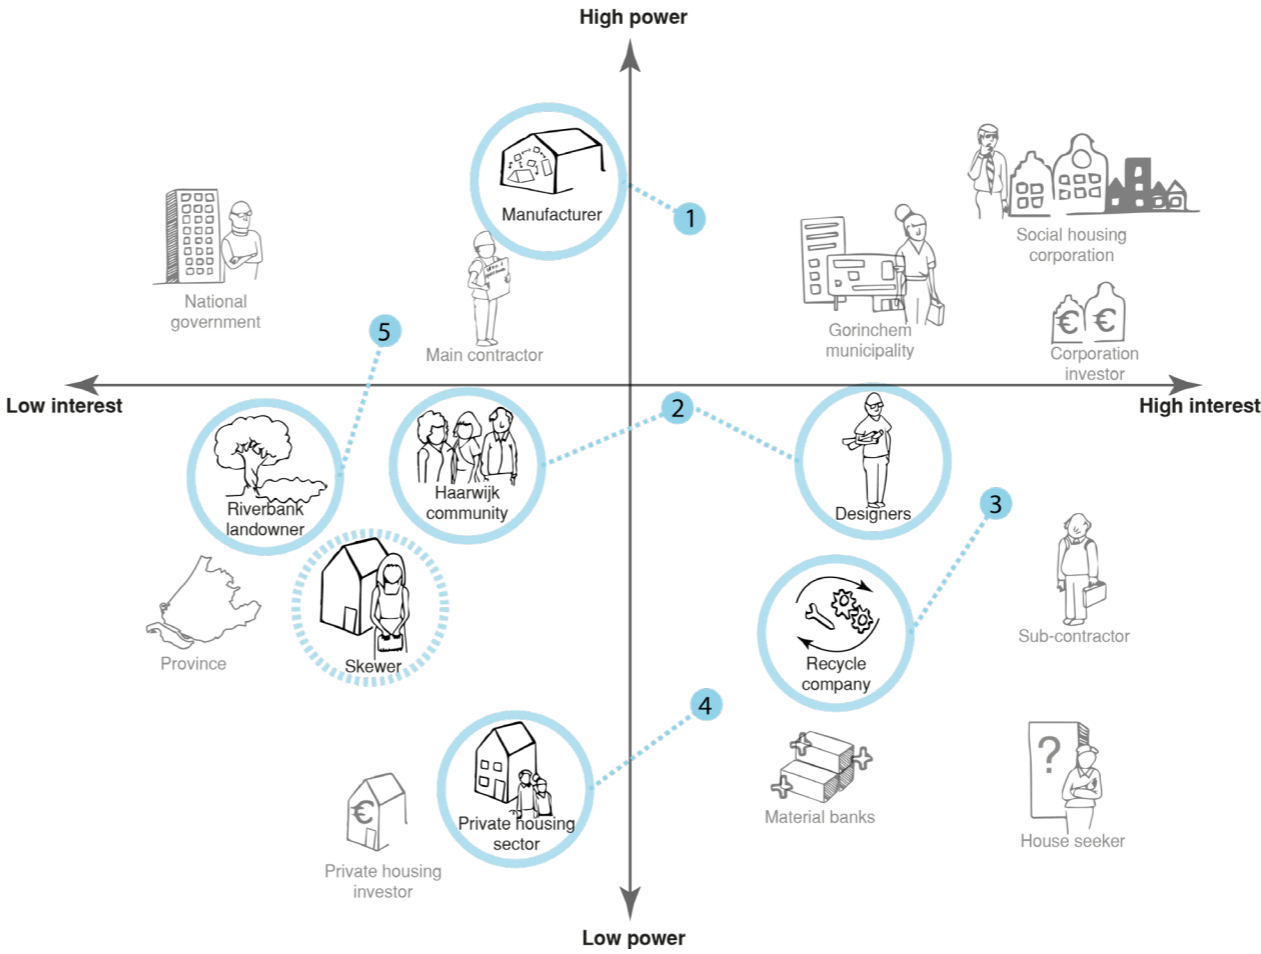 High power
Manufacturer
1
Social housing
corporation
National
government
5
Main contractor
Gorinchem
municipality
€ €
Corporation
investor
Low interest
High interest
2
Riverbank
landowner
Haarwijk
community
Designers
3
Province
Skewer
Recycle
company
Sub-contractor
4
€
Private housing
sector
Material banks
?
House seeker
Private housing
investor
Low power